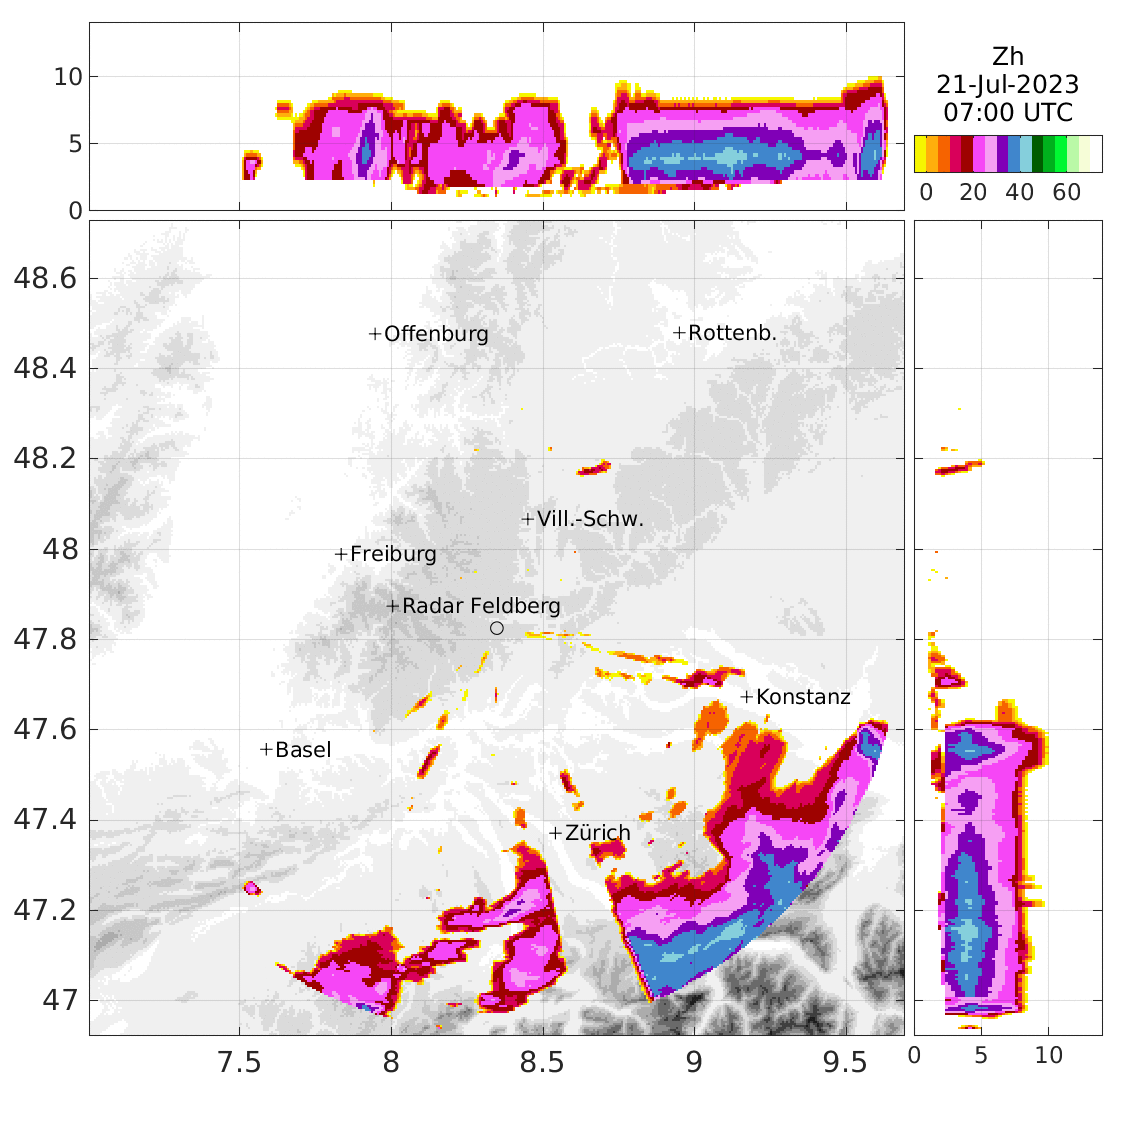 10
5
0
Zh
21-Jul-2023
07:00 UTC
0 20 40 60
48.6
48.4
48.2
48
47.8
47.6
47.4
47.2
47
+Offenburg
+Rottenb.
+Vill.-Schw.
+Freiburg
+Radar Feldberg
+Konstanz
+Basel
+Zürich
7.5 8 8.5 9 9.5
0 5 10